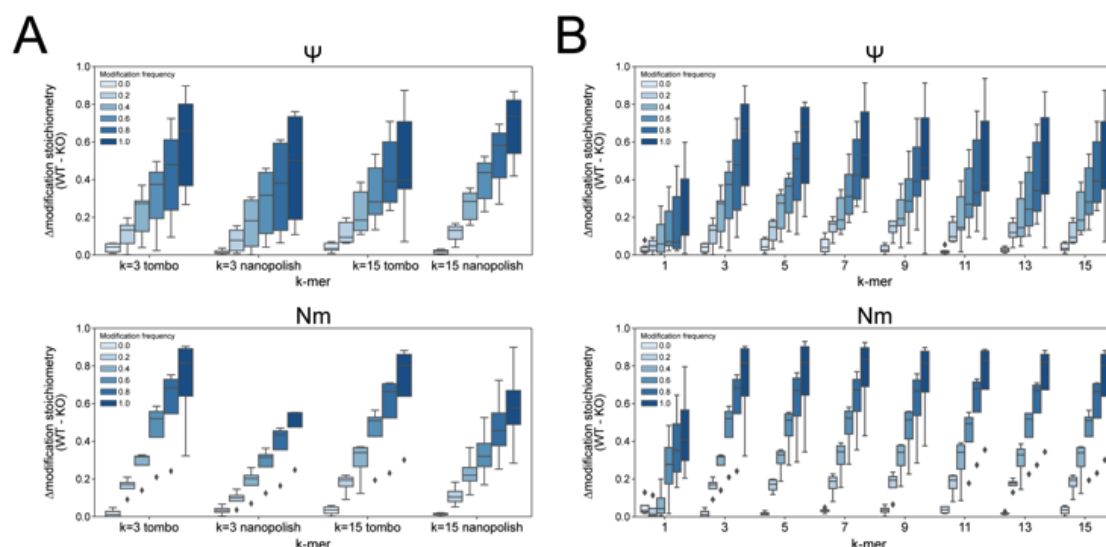 A
Ψ
Δmodification stoichiometry
(WT - KO)
1.0
0.8
0.6
0.4
0.2
0.0
Modification frequency
0.0
0.2
0.4
0.6
0.8
1.0
k=3 tombo k=3 nanopolish k=15 tombo k=15 nanopolish
k-mer
Nm
Δmodification stoichiometry
(WT - KO)
1.0
0.8
0.6
0.4
0.2
0.0
Modification frequency
0.0
0.2
0.4
0.6
0.8
1.0
k=3 tombo k=3 nanopolish k=15 tombo k=15 nanopolish
k-mer
B
Ψ
Δmodification stoichiometry
(WT - KO)
1.0
0.8
0.6
0.4
0.2
0.0
Modification frequency
0.0
0.2
0.4
0.6
0.8
1.0
1 3 5 7 9 11 13 15
k-mer
Nm
Δmodification stoichiometry
(WT - KO)
1.0
0.8
0.6
0.4
0.2
0.0
Modification frequency
0.0
0.2
0.4
0.6
0.8
1.0
1 3 5 7 9 11 13 15
k-mer